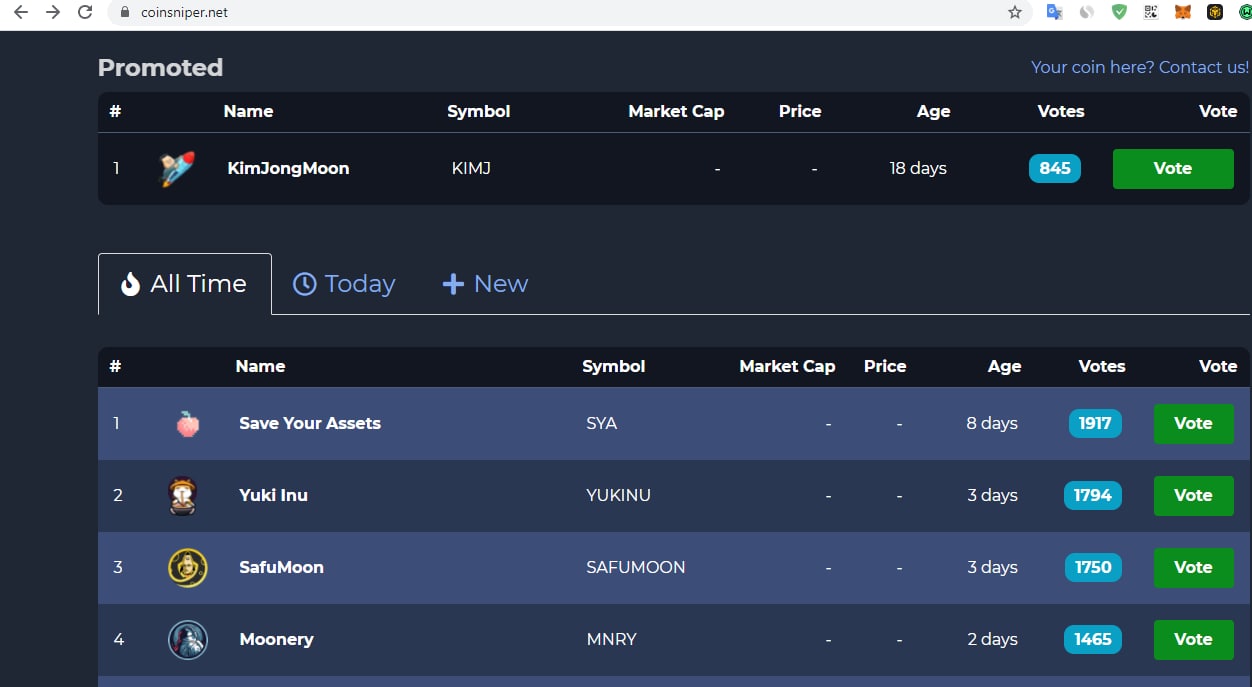 coinsniper.net
Promoted Your coin here? Contact us!
# Name Symbol Market Cap Price Age Votes Vote
1 KimJongMoon KIMJ - - 18 days 845 Vote
All Time Today New
# Name Symbol Market Cap Price Age Votes Vote
1 Save Your Assets SYA - - 8 days 1917 Vote
2 Yuki Inu YUKINU - - 3 days 1794 Vote
3 SafuMoon SAFUMOON - - 3 days 1750 Vote
4 Moonery MNRY - - 2 days 1465 Vote